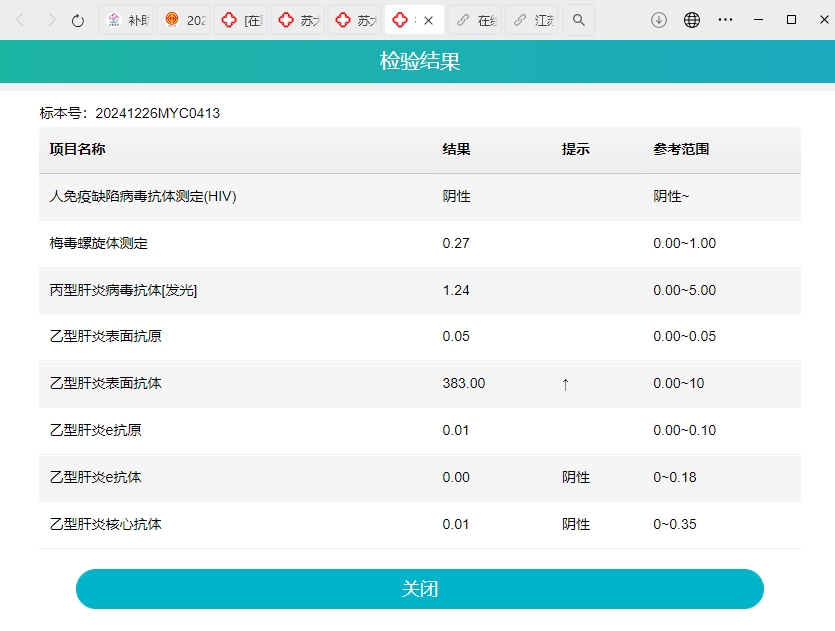 补助
202
[在
苏大
苏大
在线
江苏
检验结果
标本号：20241226MYC0413
项目名称 结果 提示 参考范围
人免疫缺陷病毒抗体测定(HIV) 阴性 阴性~
梅毒螺旋体测定 0.27 0.00~1.00
丙型肝炎病毒抗体[发光] 1.24 0.00~5.00
乙型肝炎表面抗原 0.05 0.00~0.05
乙型肝炎表面抗体 383.00 ↑ 0.00~10
乙型肝炎e抗原 0.01 0.00~0.10
乙型肝炎e抗体 0.00 阴性 0~0.18
乙型肝炎核心抗体 0.01 阴性 0~0.35
关闭